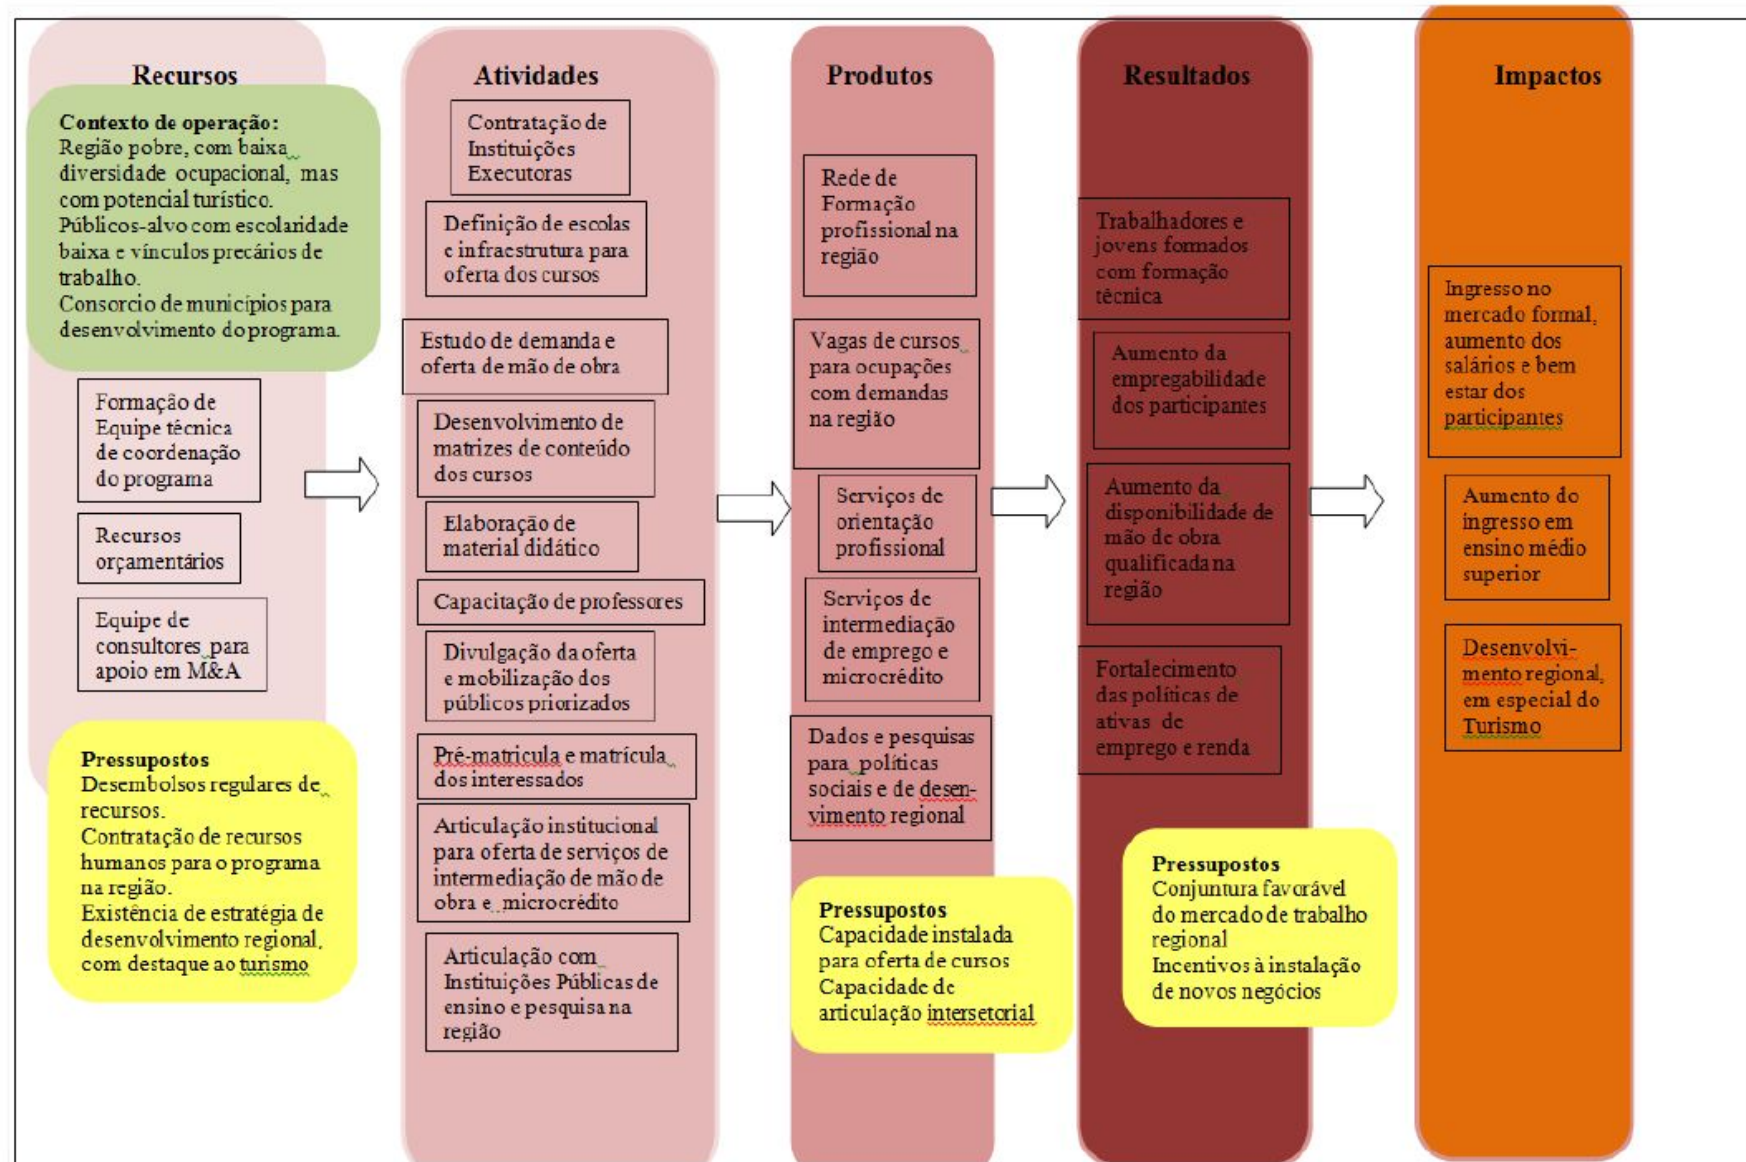 Recursos
Contexto de operação:
Região pobre, com baixa
diversidade ocupacional, mas
com potencial turístico.
Públicos-alvo com escolaridade
baixa e vínculos precários de
trabalho.
Consorcio de municípios para
desenvolvimento do programa.
Formação de
Equipe técnica
de coordenação
do programa
Recursos
orçamentários
Equipe de
consultores para
apoio em M&A
Pressupostos
Desembolsos regulares de
recursos.
Contratação de recursos
humanos para o programa
na região.
Existência de estratégia de
desenvolvimento regional,
com destaque ao turismo
Atividades
Contratação de
Instituições
Executoras
Definição de escolas
e infraestrutura para
oferta dos cursos
Estudo de demanda e
oferta de mão de obra
Desenvolvimento de
matrizes de conteúdo
dos cursos
Elaboração de
material didático
Capacitação de professores
Divulgação da oferta
e mobilização dos
públicos priorizados
Pré-matricula e matrícula
dos interessados
Articulação institucional
para oferta de serviços de
intermediação de mão de
obra e microcrédito
Articulação com
Instituições Públicas de
ensino e pesquisa na
região
Produtos
Rede de
Formação
profissional na
região
Vagas de cursos
para ocupações
com demandas
na região
Serviços de
orientação
profissional
Serviços de
intermediação
de emprego e
microcrédito
Dados e pesquisas
para políticas
sociais e de desen-
vimento regional
Pressupostos
Capacidade instalada
para oferta de cursos
Capacidade de
articulação intersetorial
Resultados
Trabalhadores e
jovens formados
com formação
técnica
Aumento da
empregabilidade
dos participantes
Aumento da
disponibilidade de
mão de obra
qualificada na
região
Fortalecimento
das políticas de
ativas de
emprego e renda
Pressupostos
Conjuntura favorável
do mercado de trabalho
regional
Incentivos à instalação
de novos negócios
Impactos
Ingresso no
mercado formal,
aumento dos
salários e bem
estar dos
participantes
Aumento do
ingresso em
ensino médio
superior
Desenvolvi-
mento regional,
em especial do
Turismo